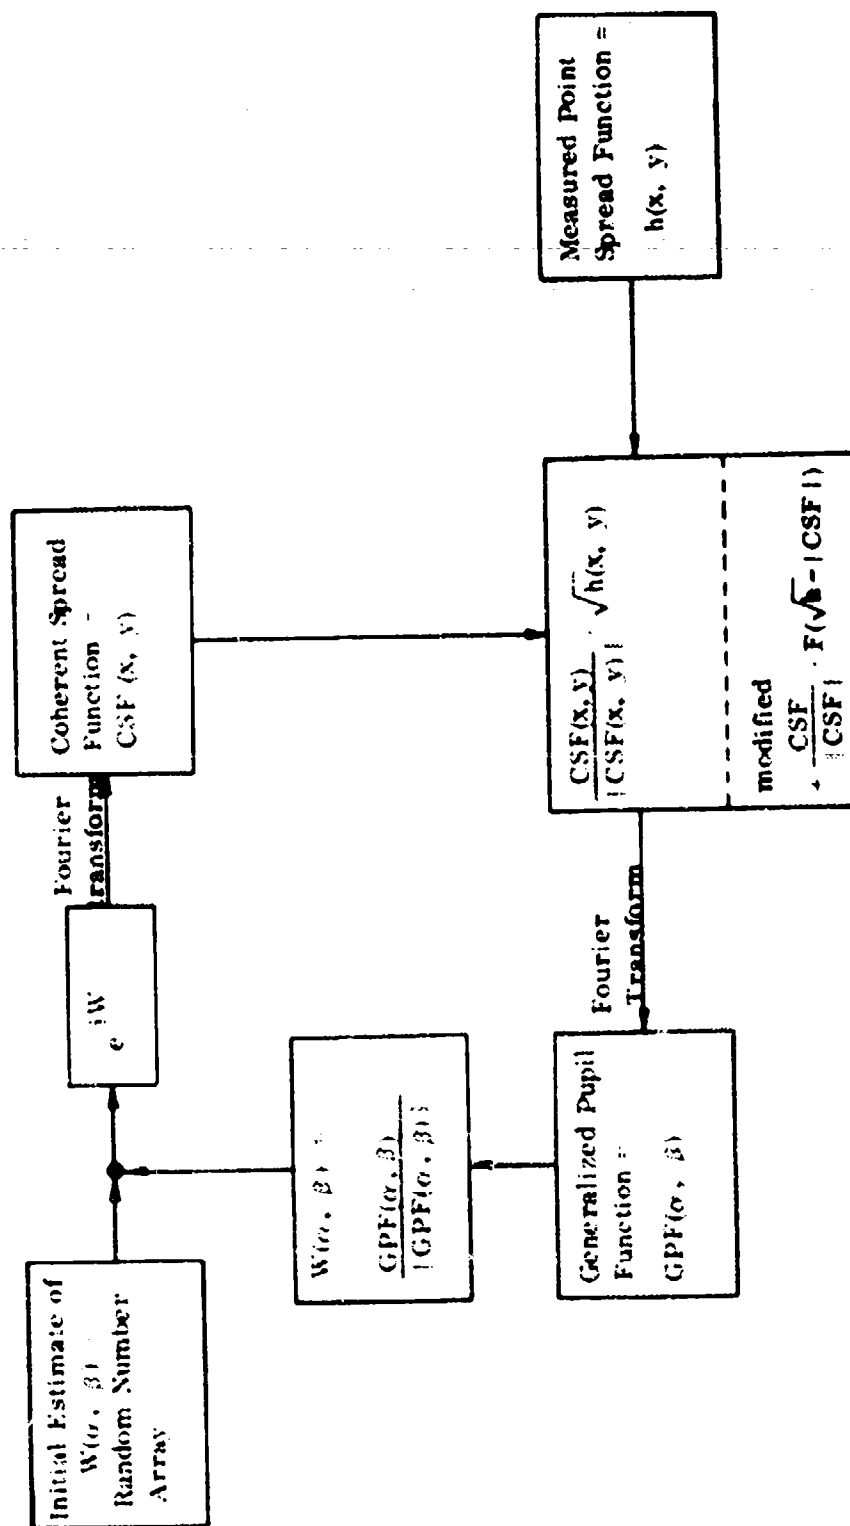 Initial Estimate of
W(α, β)
Random Number
Array
e^iW
Fourier
Transform
Coherent Spread
Function =
CSF (x, y)
W(α, β) =
GPF(α, β)
|GPF(α, β)|
Generalized Pupil
Function =
GPF(α, β)
Fourier
Transform
CSF(x, y) · √h(x, y)
|CSF(x, y)|
modified
+ CSF · F(√h-|CSF|)
|CSF|
Measured Point
Spread Function =
h(x, y)